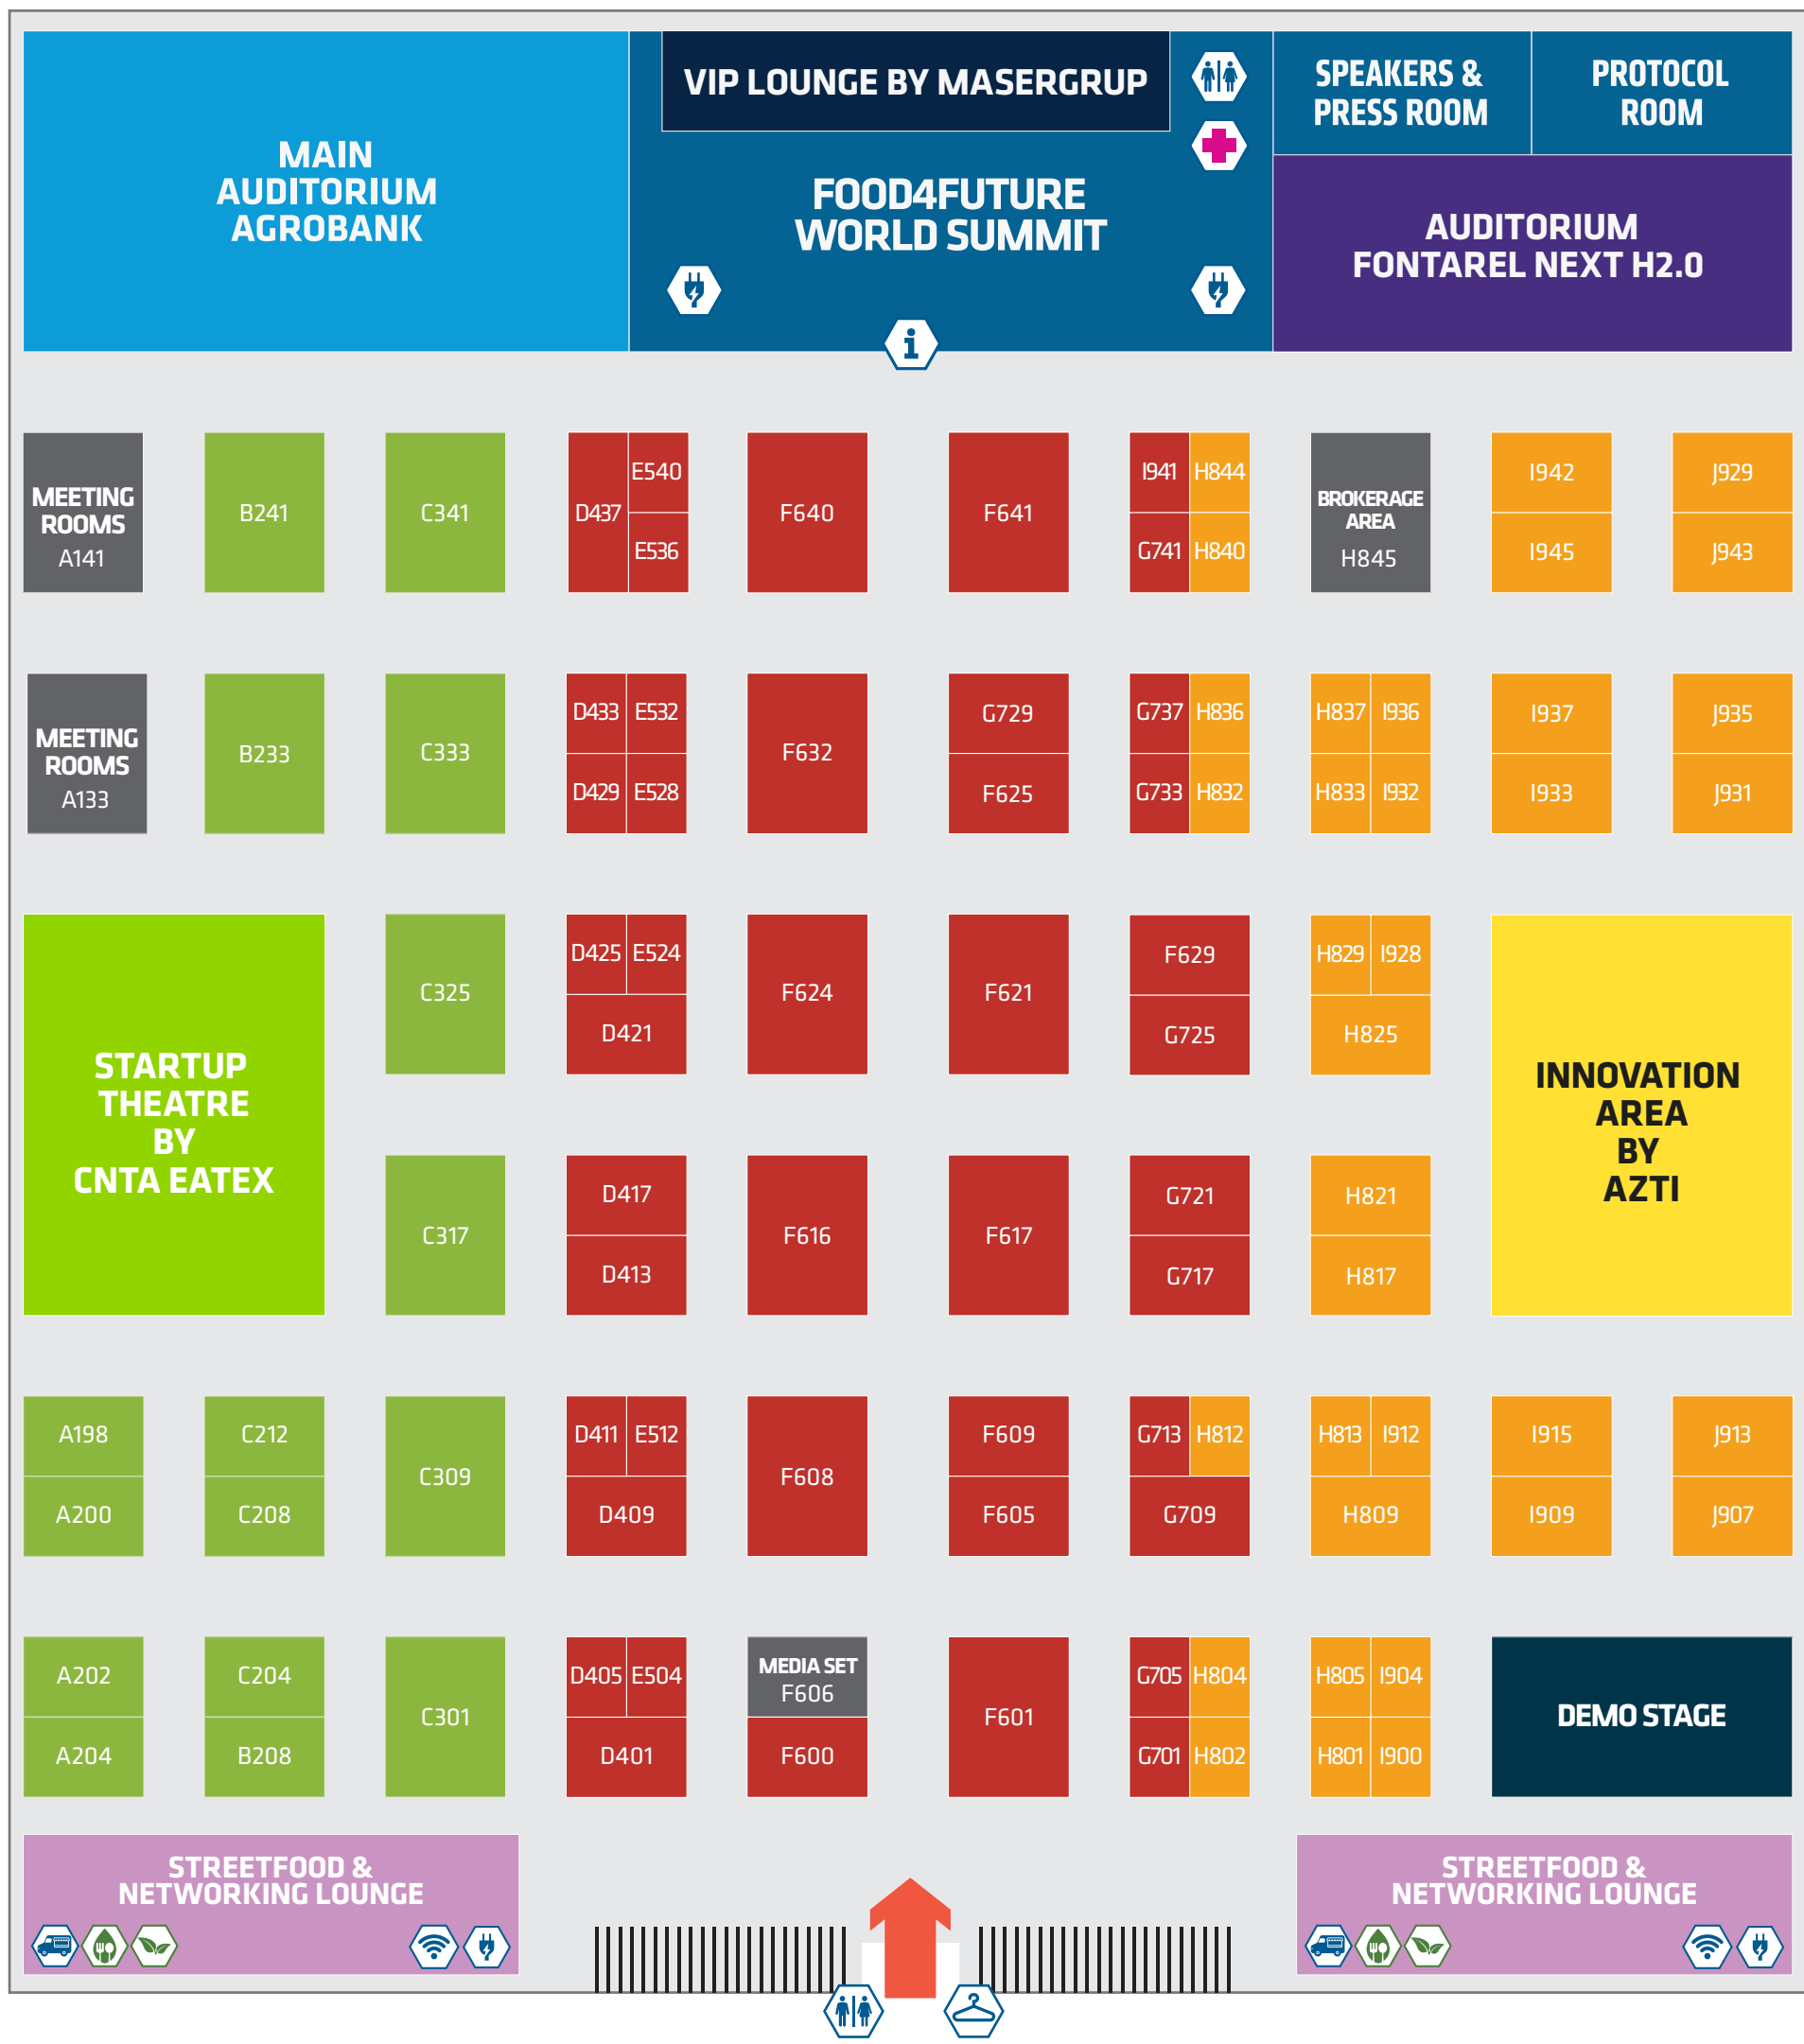 MAIN
AUDITORIUM
AGROBANK
VIP LOUNGE BY MASERGRUP
FOOD4FUTURE
WORLD SUMMIT
i
SPEAKERS &
PRESS ROOM
PROTOCOL
ROOM
AUDITORIUM
FONTAREL NEXT H2.0
MEETING
ROOMS
A141
B241
C341
D437
E540
E536
F640
F641
I941
H844
G741
H840
BROKERAGE
AREA
H845
I942
I945
J929
J943
MEETING
ROOMS
A133
B233
C333
D433
E532
D429
E528
F632
G729
F625
G737
H836
G733
H832
H837
I936
H833
I932
I937
I933
J935
J931
STARTUP
THEATRE
BY
CNTA EATEX
C325
D425
E524
D421
F624
F621
F629
G725
H829
I928
H825
INNOVATION
AREA
BY
AZTI
C317
D417
D413
F616
F617
G721
G717
H821
H817
A198
A200
C212
C208
C309
D411
E512
D409
F608
F609
F605
G713
H812
G709
H813
I912
H809
I915
I909
J913
J907
A202
A204
C204
B208
C301
D405
E504
D401
MEDIA SET
F606
F600
F601
G705
H804
G701
H802
H805
I904
H801
I900
DEMO STAGE
STREETFOOD &
NETWORKING LOUNGE
STREETFOOD &
NETWORKING LOUNGE